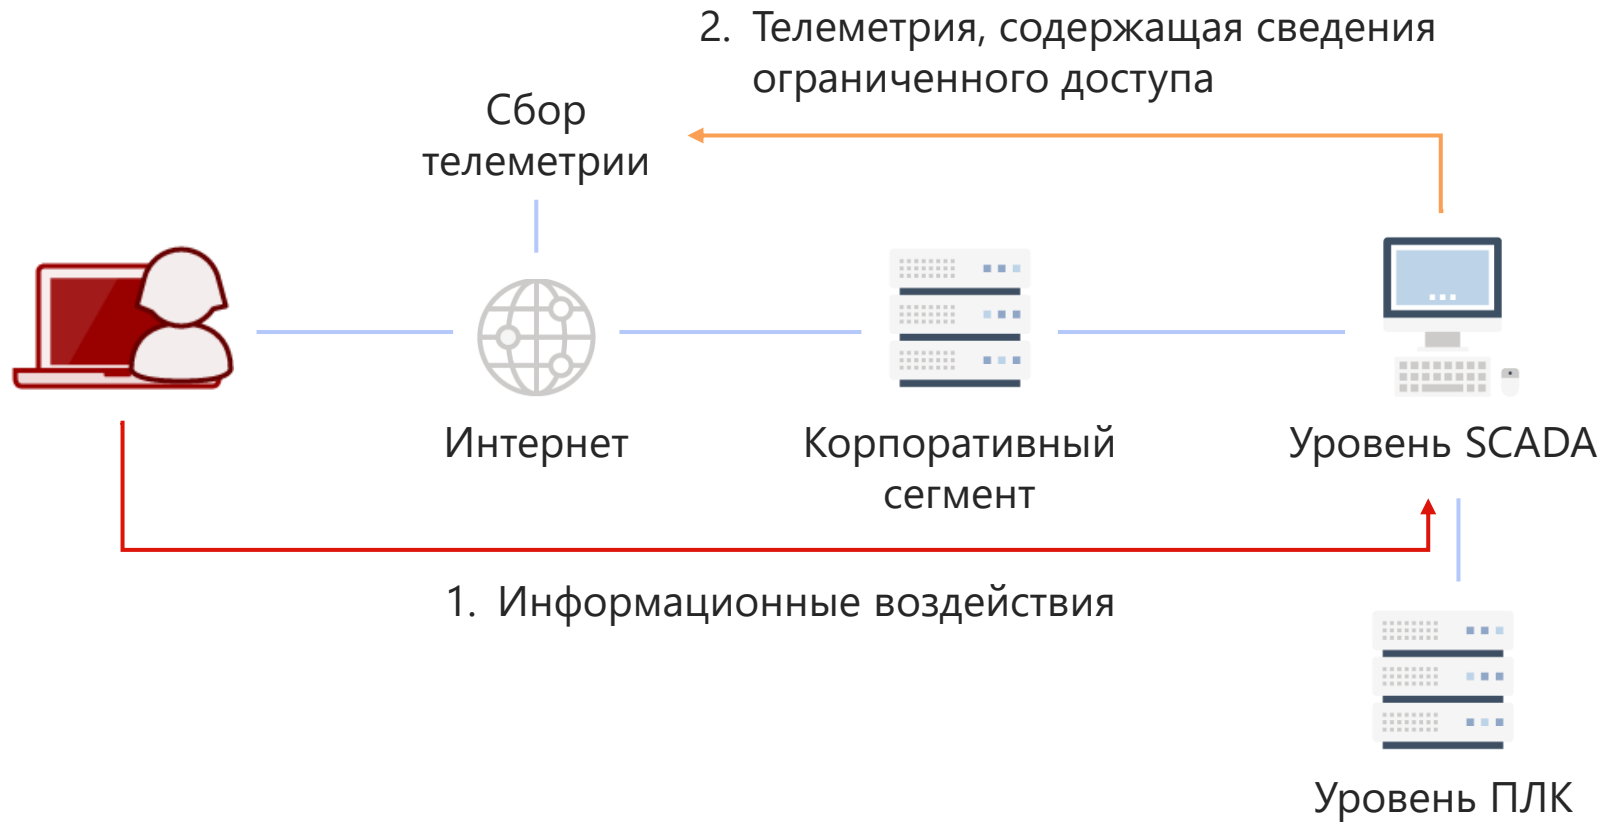 2. Телеметрия, содержащая сведения
ограниченного доступа
Сбор
телеметрии
Интернет
Корпоративный
сегмент
Уровень SCADA
1. Информационные воздействия
Уровень ПЛК